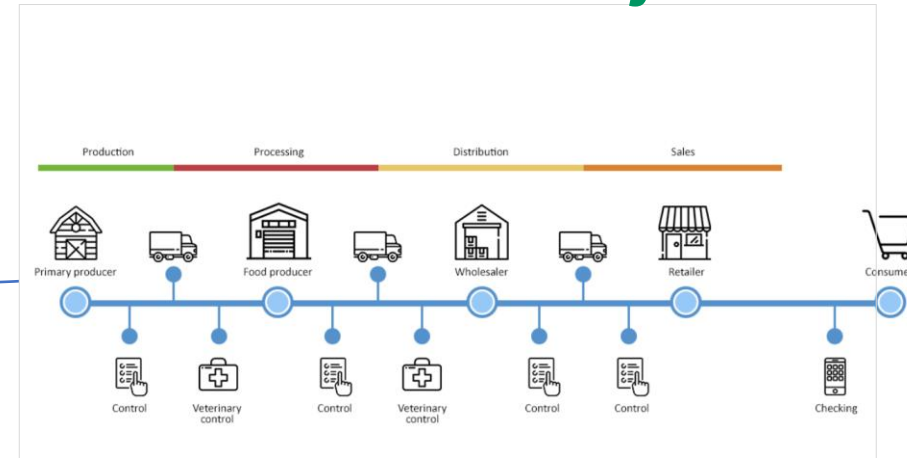 Production Processing Distribution Sales
Primary producer Food producer Wholesaler Retailer Consume
Control Veterinary control Control Veterinary control Control Control Checking